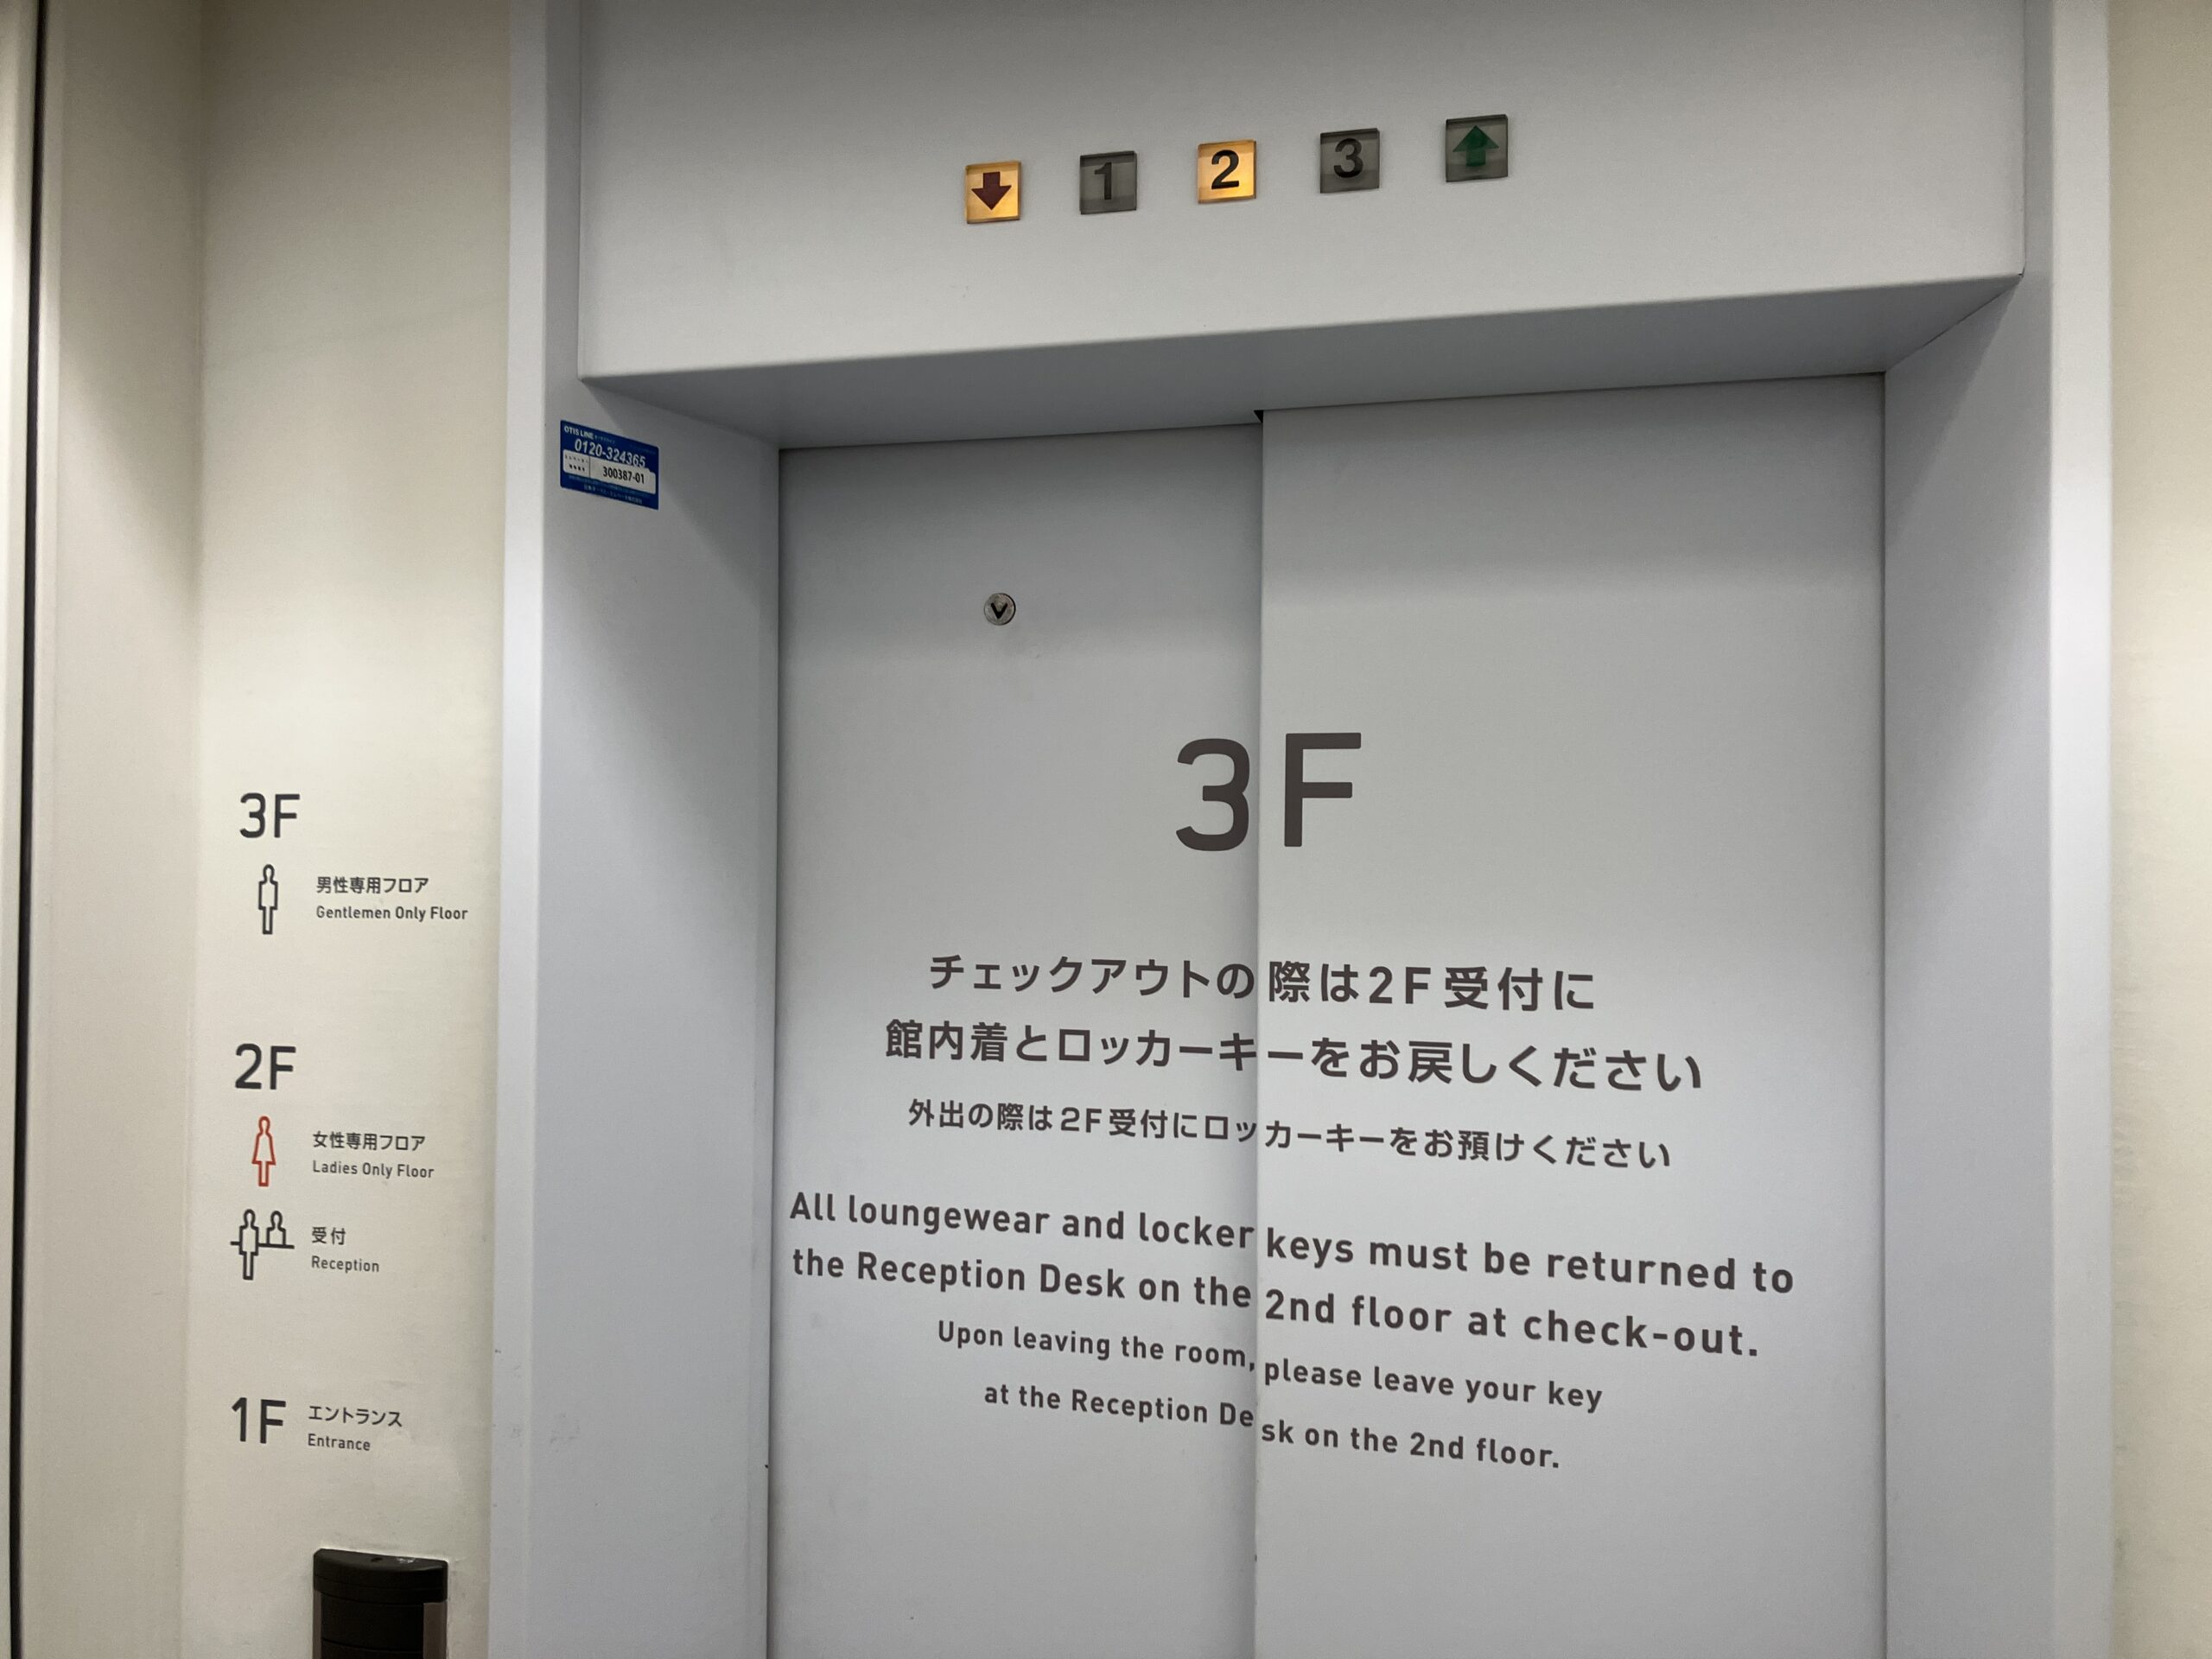 1
2
3
OTIS LINE
0120-324365
300387-01
3F
男性専用フロア
Gentlemen Only Floor
2F
女性専用フロア
Ladies Only Floor
受付
Reception
1F
エントランス
Entrance
3F
チェックアウトの際は2F受付に
館内着とロッカーキーをお戻しください
外出の際は2F受付にロッカーキーをお預けください
All loungewear and locker keys must be returned to
the Reception Desk on the 2nd floor at check-out.
Upon leaving the room, please leave your key
at the Reception Desk on the 2nd floor.